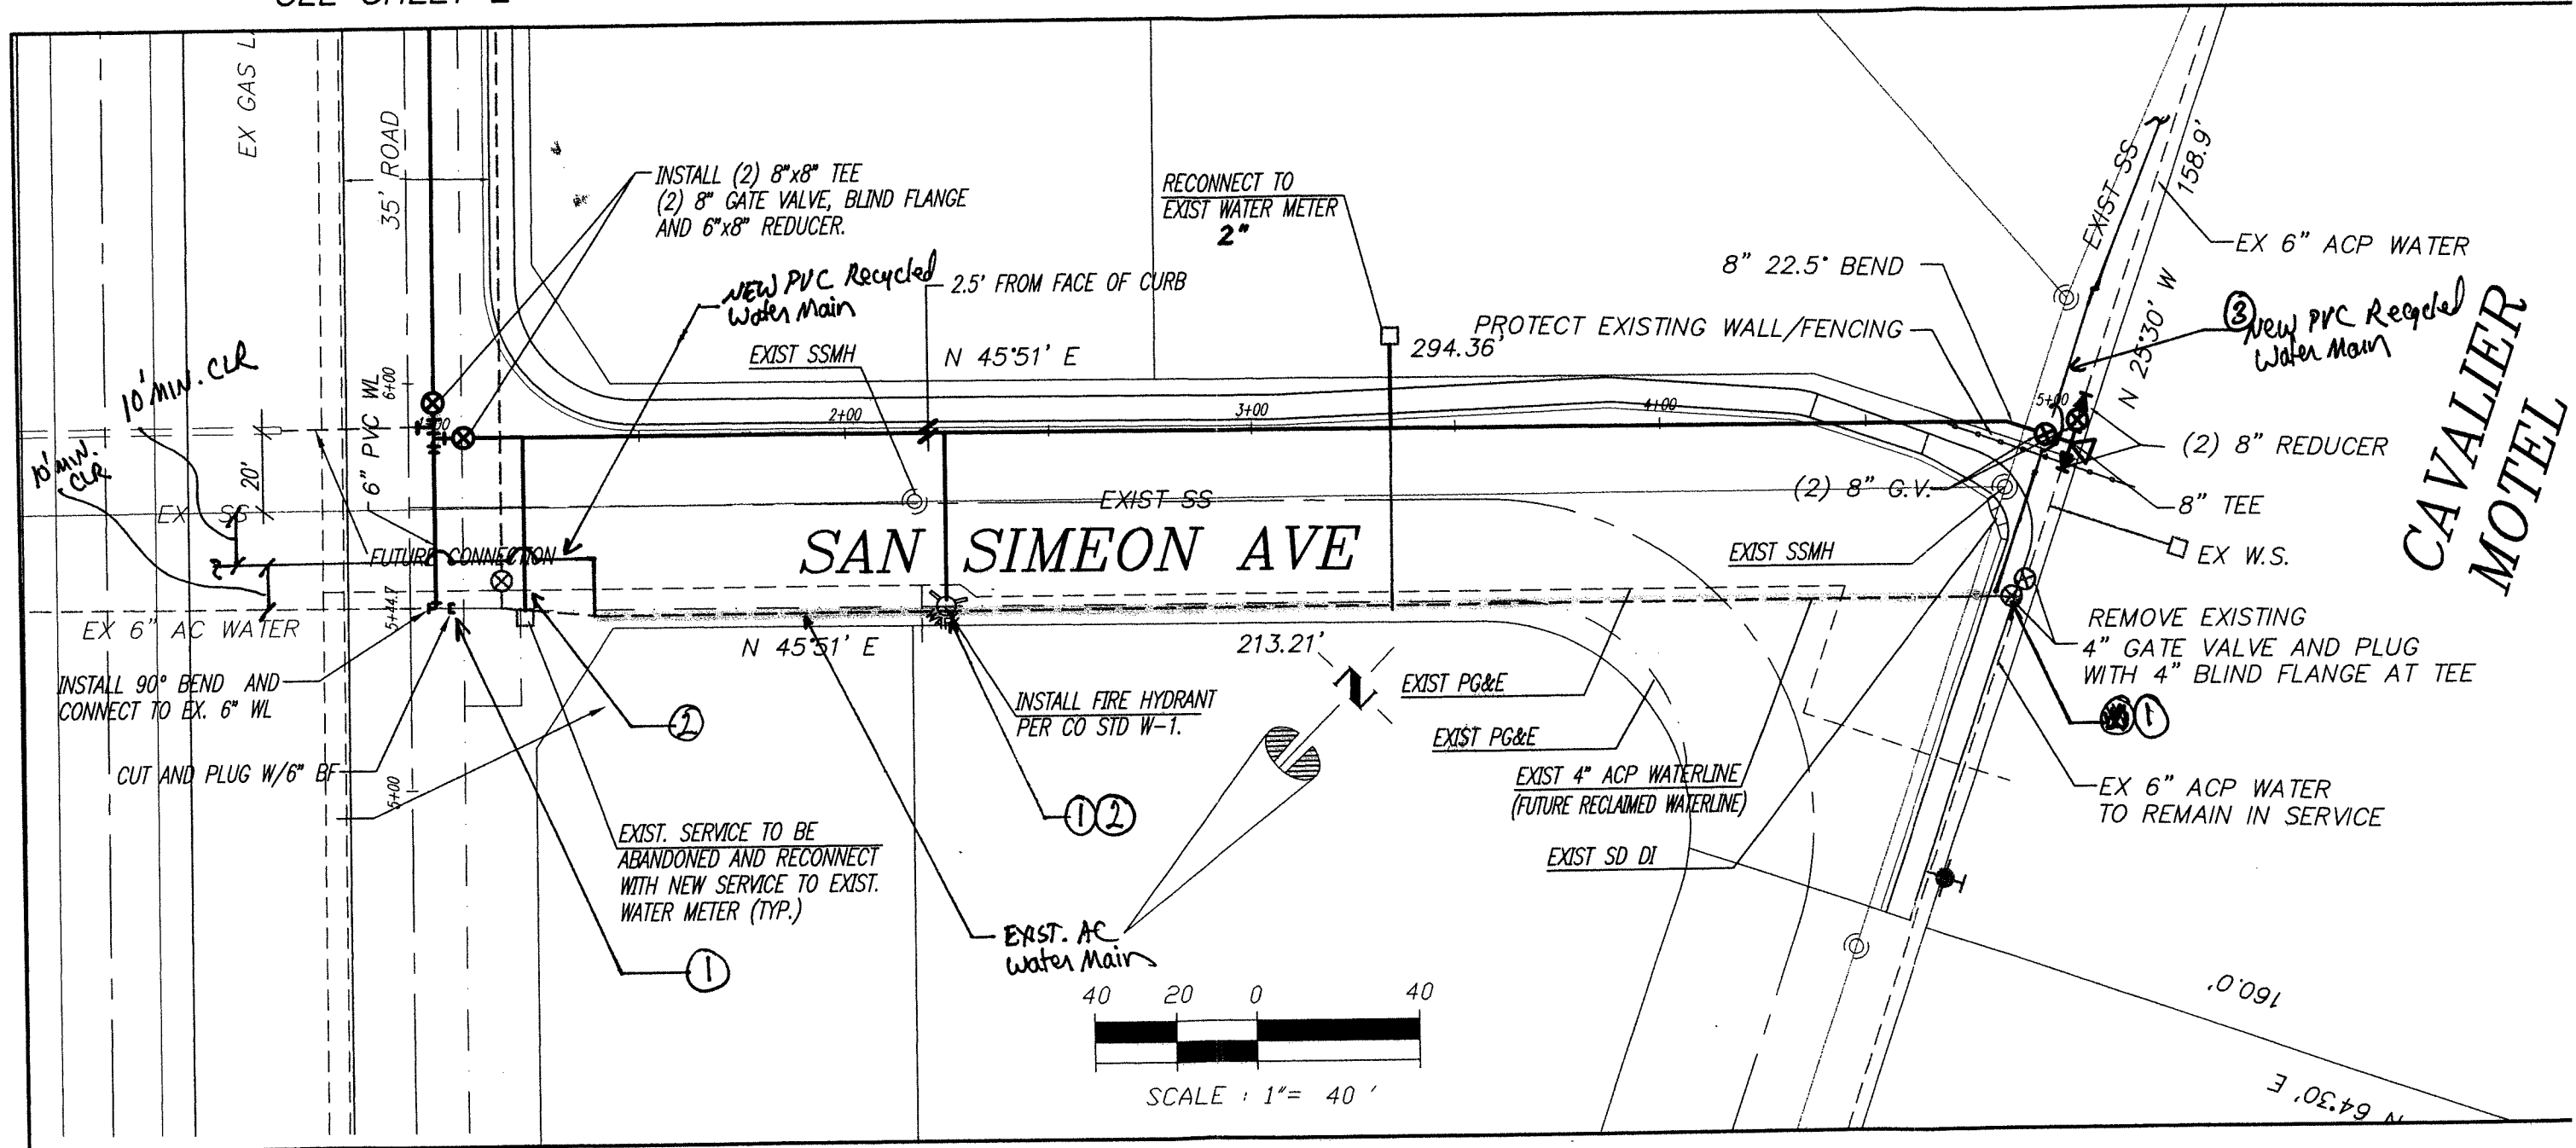 SEE SHEET 2
EX GAS L
35' ROAD
INSTALL (2) 8"x8" TEE
(2) 8" GATE VALVE, BLIND FLANGE
AND 6"x8" REDUCER.
RECONNECT TO
EXIST WATER METER
2"
NEW PVC Recycled
Water Main
2.5' FROM FACE OF CURB
EXIST SSMH
N 45°51' E
294.36'
8" 22.5° BEND
PROTECT EXISTING WALL/FENCING
EXIST SS
158.9'
EX 6" ACP WATER
N 25°30' W
③ New PVC Recycled
Water Main
CAVALIER
MOTEL
10' MIN. CLR
10' MIN.
CLR
20'
6" PVC WL
6+00
2+00
3+00
4+00
5+00
(2) 8" REDUCER
(2) 8" G.V.
8" TEE
EX SS
EXIST SS
FUTURE CONNECTION
SAN SIMEON AVE
EXIST SSMH
EX W.S.
5+44.7
EX 6" AC WATER
N 45°51' E
213.21'
REMOVE EXISTING
4" GATE VALVE AND PLUG
WITH 4" BLIND FLANGE AT TEE
INSTALL 90° BEND AND
CONNECT TO EX. 6" WL
②
INSTALL FIRE HYDRANT
PER CO STD W-1.
EXIST PG&E
EXIST PG&E
①
CUT AND PLUG W/6" BF
5+00
EXIST 4" ACP WATERLINE
(FUTURE RECLAIMED WATERLINE)
EX 6" ACP WATER
TO REMAIN IN SERVICE
① ②
EXIST. SERVICE TO BE
ABANDONED AND RECONNECT
WITH NEW SERVICE TO EXIST.
WATER METER (TYP.)
EXIST SD DI
EXIST. AC
Water Main
①
40 20 0 40
SCALE : 1"= 40 '
160.0'
N 64°30' E